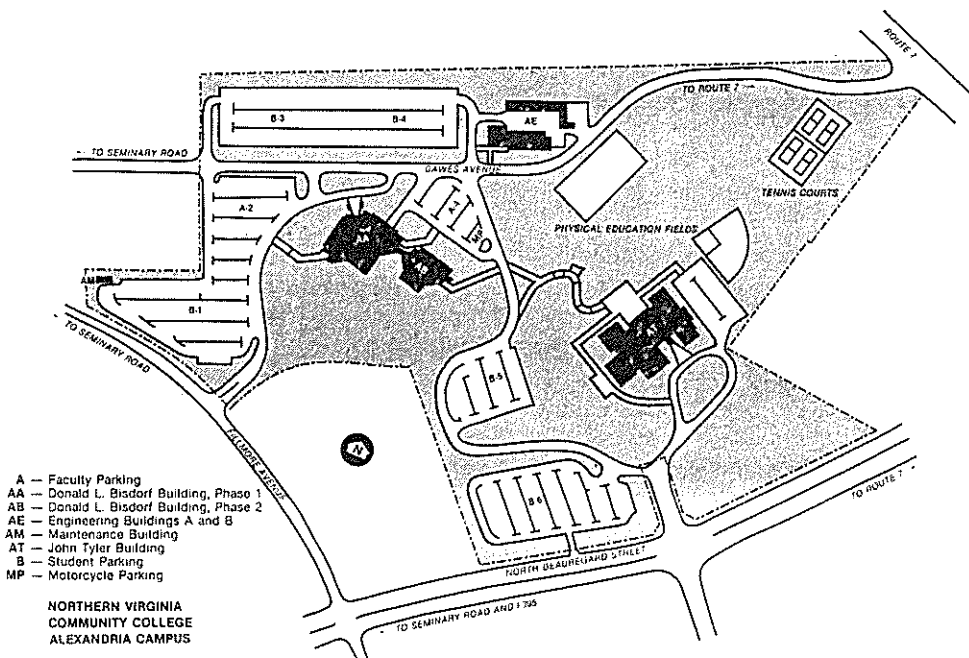 ROUTE 7
TO ROUTE 7
B-3
B-4
AE
TO SEMINARY ROAD
DAWES AVENUE
TENNIS COURTS
A-2
A-1
MP
PHYSICAL EDUCATION FIELDS
AA
AB
AM
B-1
AT
TO SEMINARY ROAD
B-5
FILLMORE AVENUE
N
B-6
TO ROUTE 7
NORTH BEAUREGARD STREET
TO SEMINARY ROAD AND I 395
A — Faculty Parking
AA — Donald L. Bisdorf Building, Phase 1
AB — Donald L. Bisdorf Building, Phase 2
AE — Engineering Buildings A and B
AM — Maintenance Building
AT — John Tyler Building
B — Student Parking
MP — Motorcycle Parking
NORTHERN VIRGINIA
COMMUNITY COLLEGE
ALEXANDRIA CAMPUS